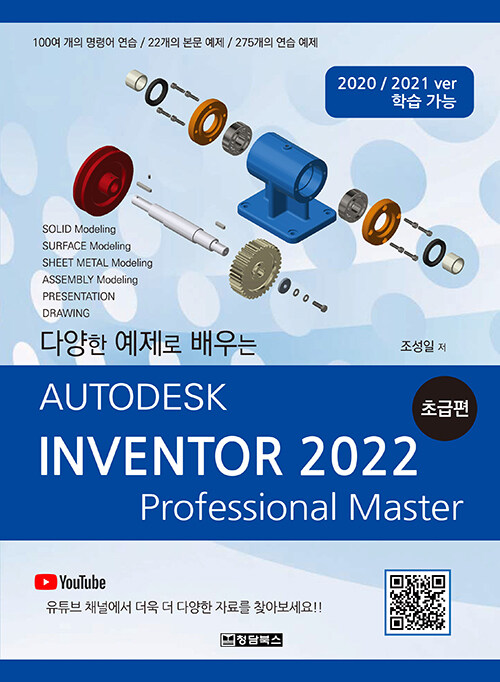 100여 개의 명령어 연습 / 22개의 본문 예제 / 275개의 연습 예제
2020 / 2021 ver
학습 가능
SOLID Modeling
SURFACE Modeling
SHEET METAL Modeling
ASSEMBLY Modeling
PRESENTATION
DRAWING
다양한 예제로 배우는
조성일 저
AUTODESK
초급편
INVENTOR 2022
Professional Master
YouTube
유튜브 채널에서 더욱 더 다양한 자료를 찾아보세요!!
청담북스